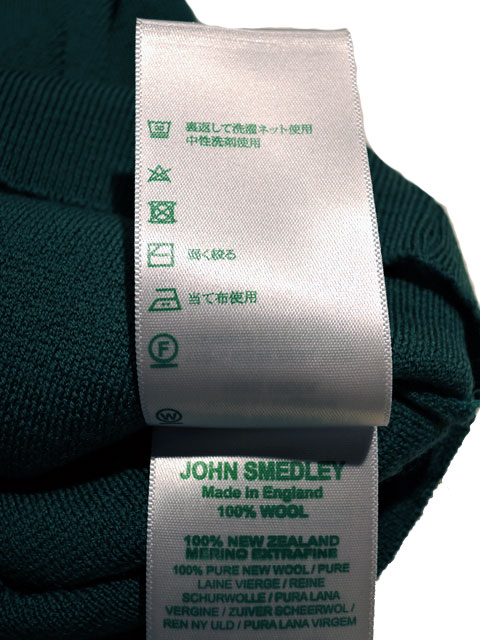 裏返して洗濯ネット使用
中性洗剤使用
弱く絞る
当て布使用
F
W
JOHN SMEDLEY
Made in England
100% WOOL
100% NEW ZEALAND
MERINO EXTRAFINE
100% PURE NEW WOOL / PURE
LAINE VIERGE / REINE
SCHURWOLLE / PURA LANA
VERGINE / ZUIVER SCHEERWOL /
REN NY ULD / PURA LANA VIRGEM